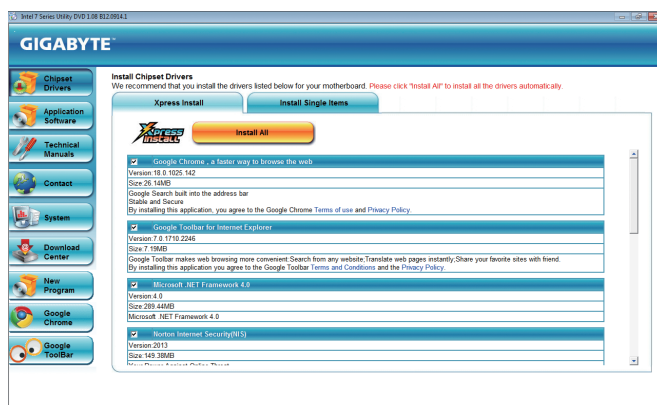 Intel 7 Series Utility DVD 1.08 B12.0914.1
GIGABYTE™
Chipset
Drivers
Application
Software
Technical
Manuals
Contact
System
Download
Center
New
Program
Google
Chrome
Google
ToolBar
Install Chipset Drivers
We recommend that you install the drivers listed below for your motherboard. Please click "Install All" to install all the drivers automatically.
Xpress Install
Install Single Items
Xpress
Install
Install All
Google Chrome , a faster way to browse the web
Version:18.0.1025.142
Size:26.14MB
Google Search built into the address bar
Stable and Secure
By installing this application, you agree to the Google Chrome Terms of use and Privacy Policy.
Google Toolbar for Internet Explorer
Version:7.0.1710.2246
Size:7.19MB
Google Toolbar makes web browsing more convenient:Search from any website;Translate web pages instantly;Share your favorite sites with friend.
By installing this application you agree to the Google Toolbar Terms and Conditions and the Privacy Policy.
Microsoft .NET Framework 4.0
Version:4.0
Size:289.44MB
Microsoft .NET Framework 4.0
Norton Internet Security(NIS)
Version:2013
Size:149.38MB
Your Power Against Online Threat